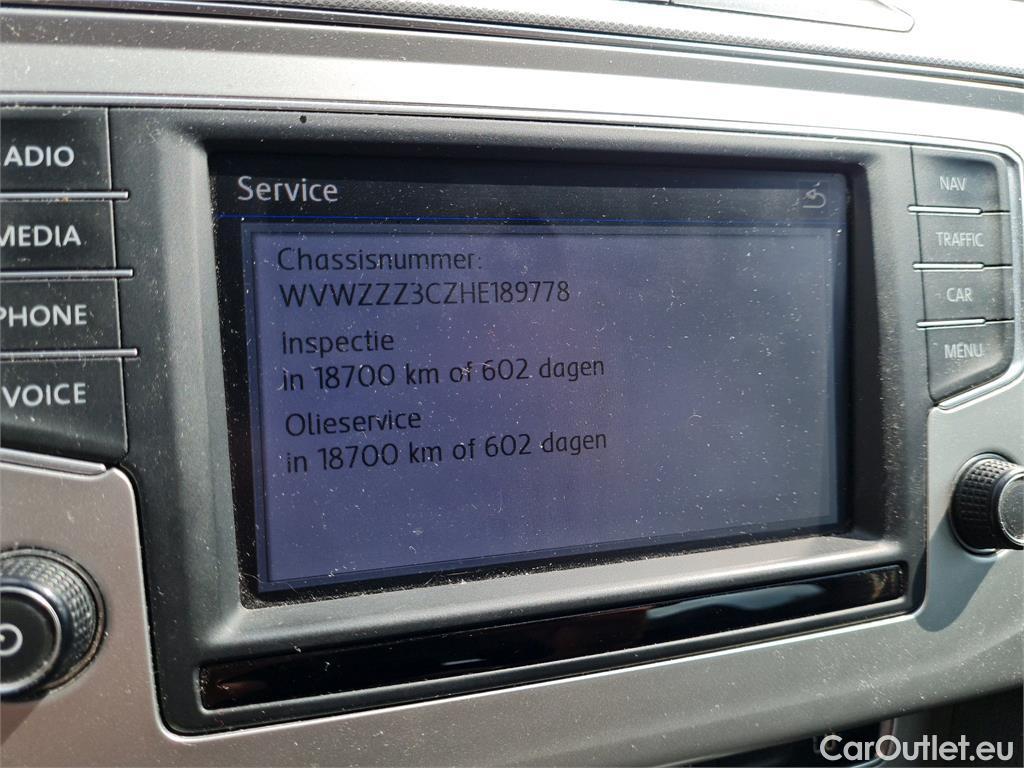 Service
ADIO
MEDIA
PHONE
VOICE
Chassisnummer:
WVWZZZ3CZHE189778
Inspectie
in 18700 km of 602 dagen
Olieservice
in 18700 km of 602 dagen
NAV
TRAFFIC
CAR
MENU
CarOutlet.eu